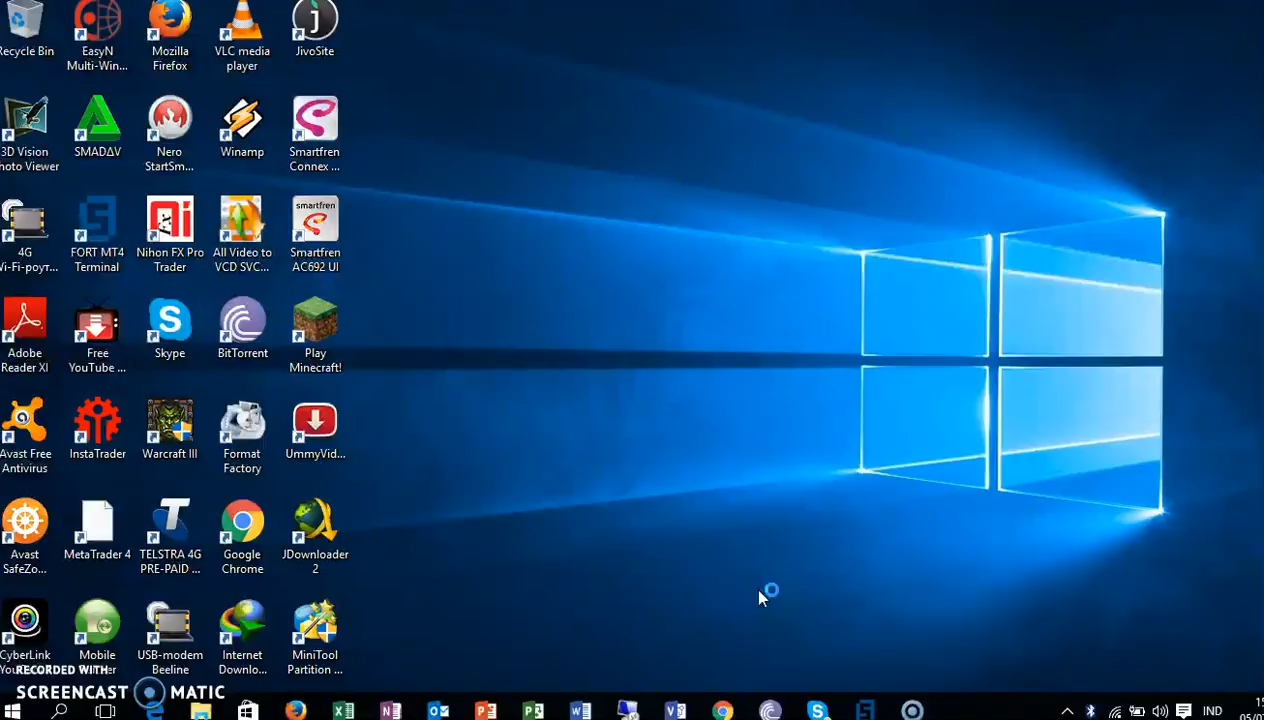 Recycle Bin
EasyN
Multi-Win...
Mozilla
Firefox
VLC media
player
JivoSite
3D Vision
Photo Viewer
SMADΔV
Nero
StartSm...
Winamp
Smartfren
Connex ...
4G
Wi-Fi-роут...
FORT MT4
Terminal
Nihon FX Pro
Trader
All Video to
VCD SVC...
smartfren
Smartfren
AC692 UI
Adobe
Reader XI
Free
YouTube ...
Skype
BitTorrent
Play
Minecraft!
Avast Free
Antivirus
InstaTrader
Warcraft III
Format
Factory
UmmyVid...
Avast
SafeZo...
MetaTrader 4
TELSTRA 4G
PRE-PAID ...
Google
Chrome
JDownloader
2
CyberLink
Mobile
USB-modem
Beeline
Internet
Downlo...
MiniTool
Partition ...
RECORDED WITH
SCREENCAST MATIC
IND